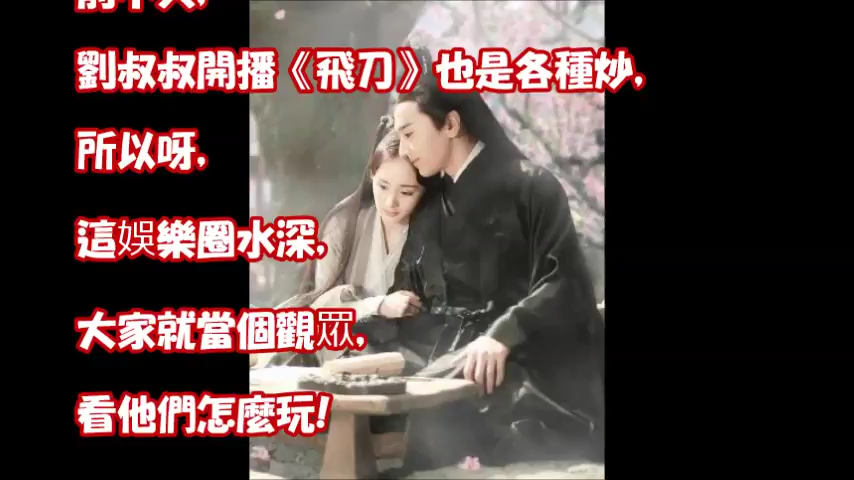 劉叔叔開播《飛刀》也是各種炒,
所以呀,
這娛樂圈水深,
大家就當個觀眾,
看他們怎麼玩!